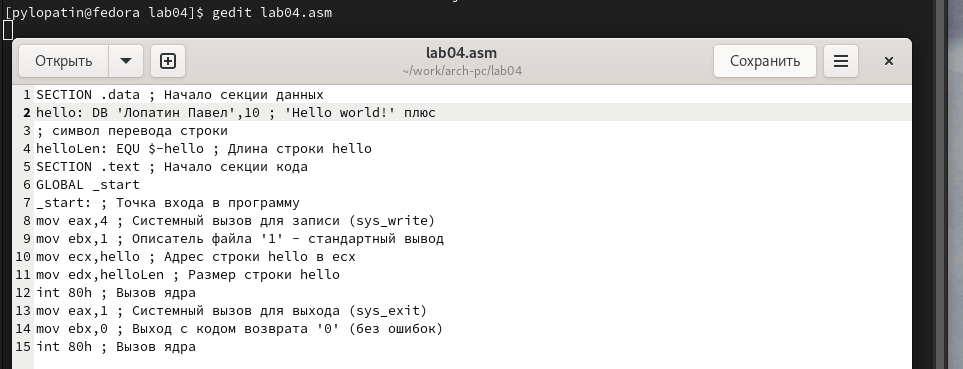 [pylopatin@fedora lab04]$ gedit lab04.asm
Открыть
lab04.asm
~/work/arch-pc/lab04
Сохранить
1 SECTION .data ; Начало секции данных
2 hello: DB 'Лопатин Павел',10 ; 'Hello world!' плюс
3 ; символ перевода строки
4 helloLen: EQU $-hello ; Длина строки hello
5 SECTION .text ; Начало секции кода
6 GLOBAL _start
7 _start: ; Точка входа в программу
8 mov eax,4 ; Системный вызов для записи (sys_write)
9 mov ebx,1 ; Описатель файла '1' - стандартный вывод
10 mov ecx,hello ; Адрес строки hello в ecx
11 mov edx,helloLen ; Размер строки hello
12 int 80h ; Вызов ядра
13 mov eax,1 ; Системный вызов для выхода (sys_exit)
14 mov ebx,0 ; Выход с кодом возврата '0' (без ошибок)
15 int 80h ; Вызов ядра